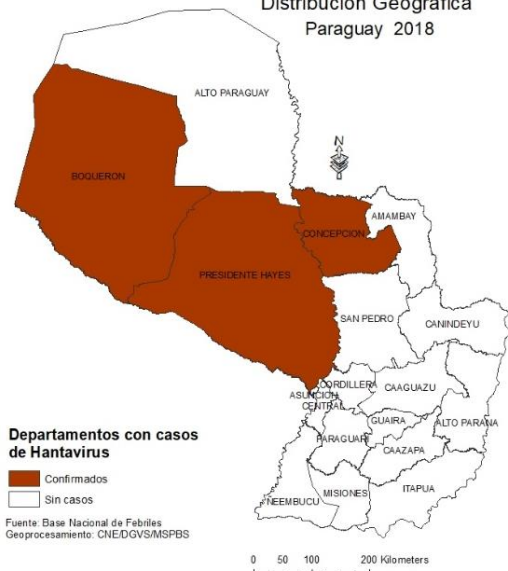 Distribución Geográfica
Paraguay 2018
ALTO PARAGUAY
N
BOQUERON
AMAMBAY
CONCEPCION
PRESIDENTE HAYES
SAN PEDRO
CANINDEYU
CORDILLERA
CAAGUAZU
ASUNCION
CENTRAL
GUAIRA
ALTO PARANA
PARAGUARI
CAAZAPA
Departamentos con casos
de Hantavirus
Confirmados
Sin casos
MISIONES
ITAPUA
ÑEEMBUCU
Fuente: Base Nacional de Febriles
Geoprocesamiento: CNE/DGVS/MSPBS
0 50 100 200 Kilometers